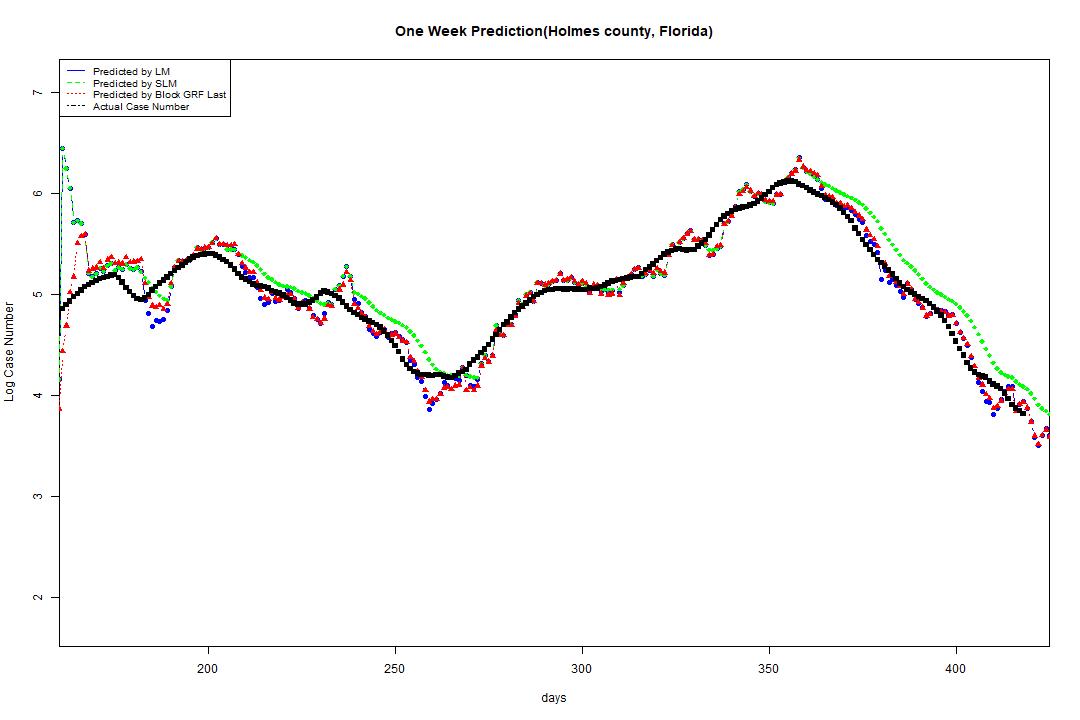 One Week Prediction(Holmes county, Florida)
Predicted by LM
Predicted by SLM
Predicted by Block GRF Last
Actual Case Number
7
6
5
4
3
2
Log Case Number
200 250 300 350 400
days